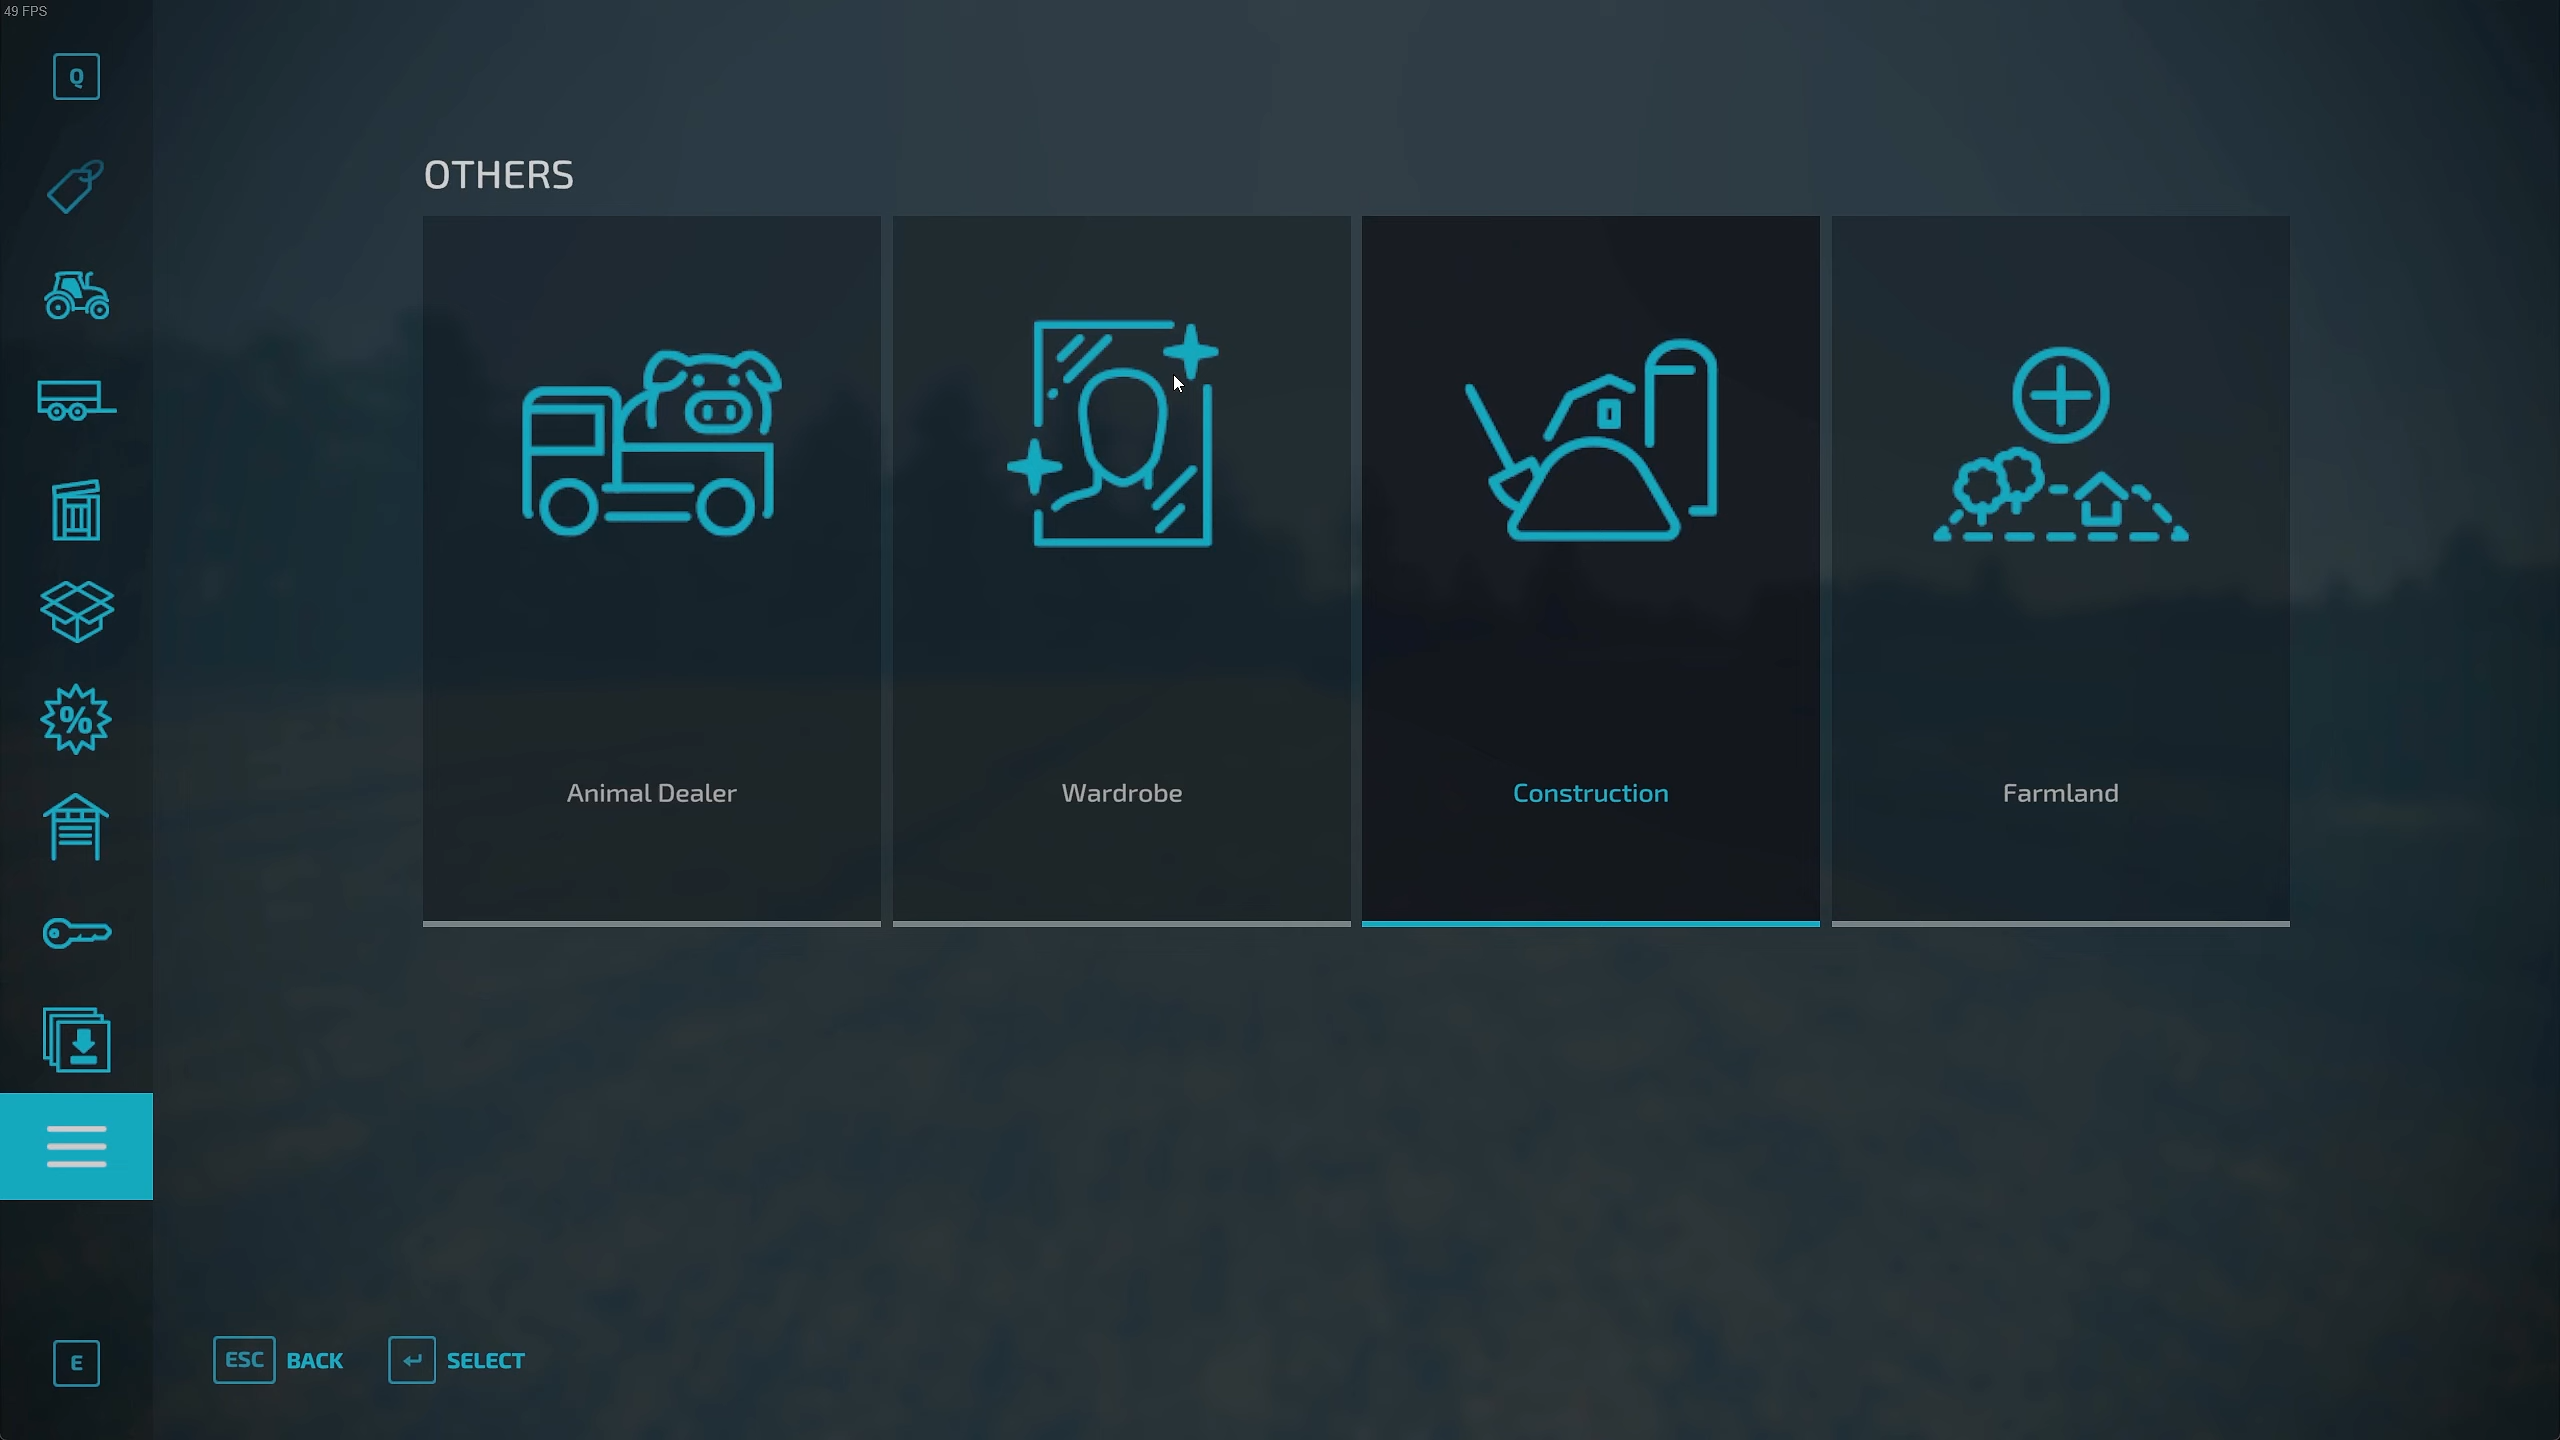 49 FPS
Q
OTHERS
%
Animal Dealer
Wardrobe
Construction
Farmland
E
ESC BACK
SELECT